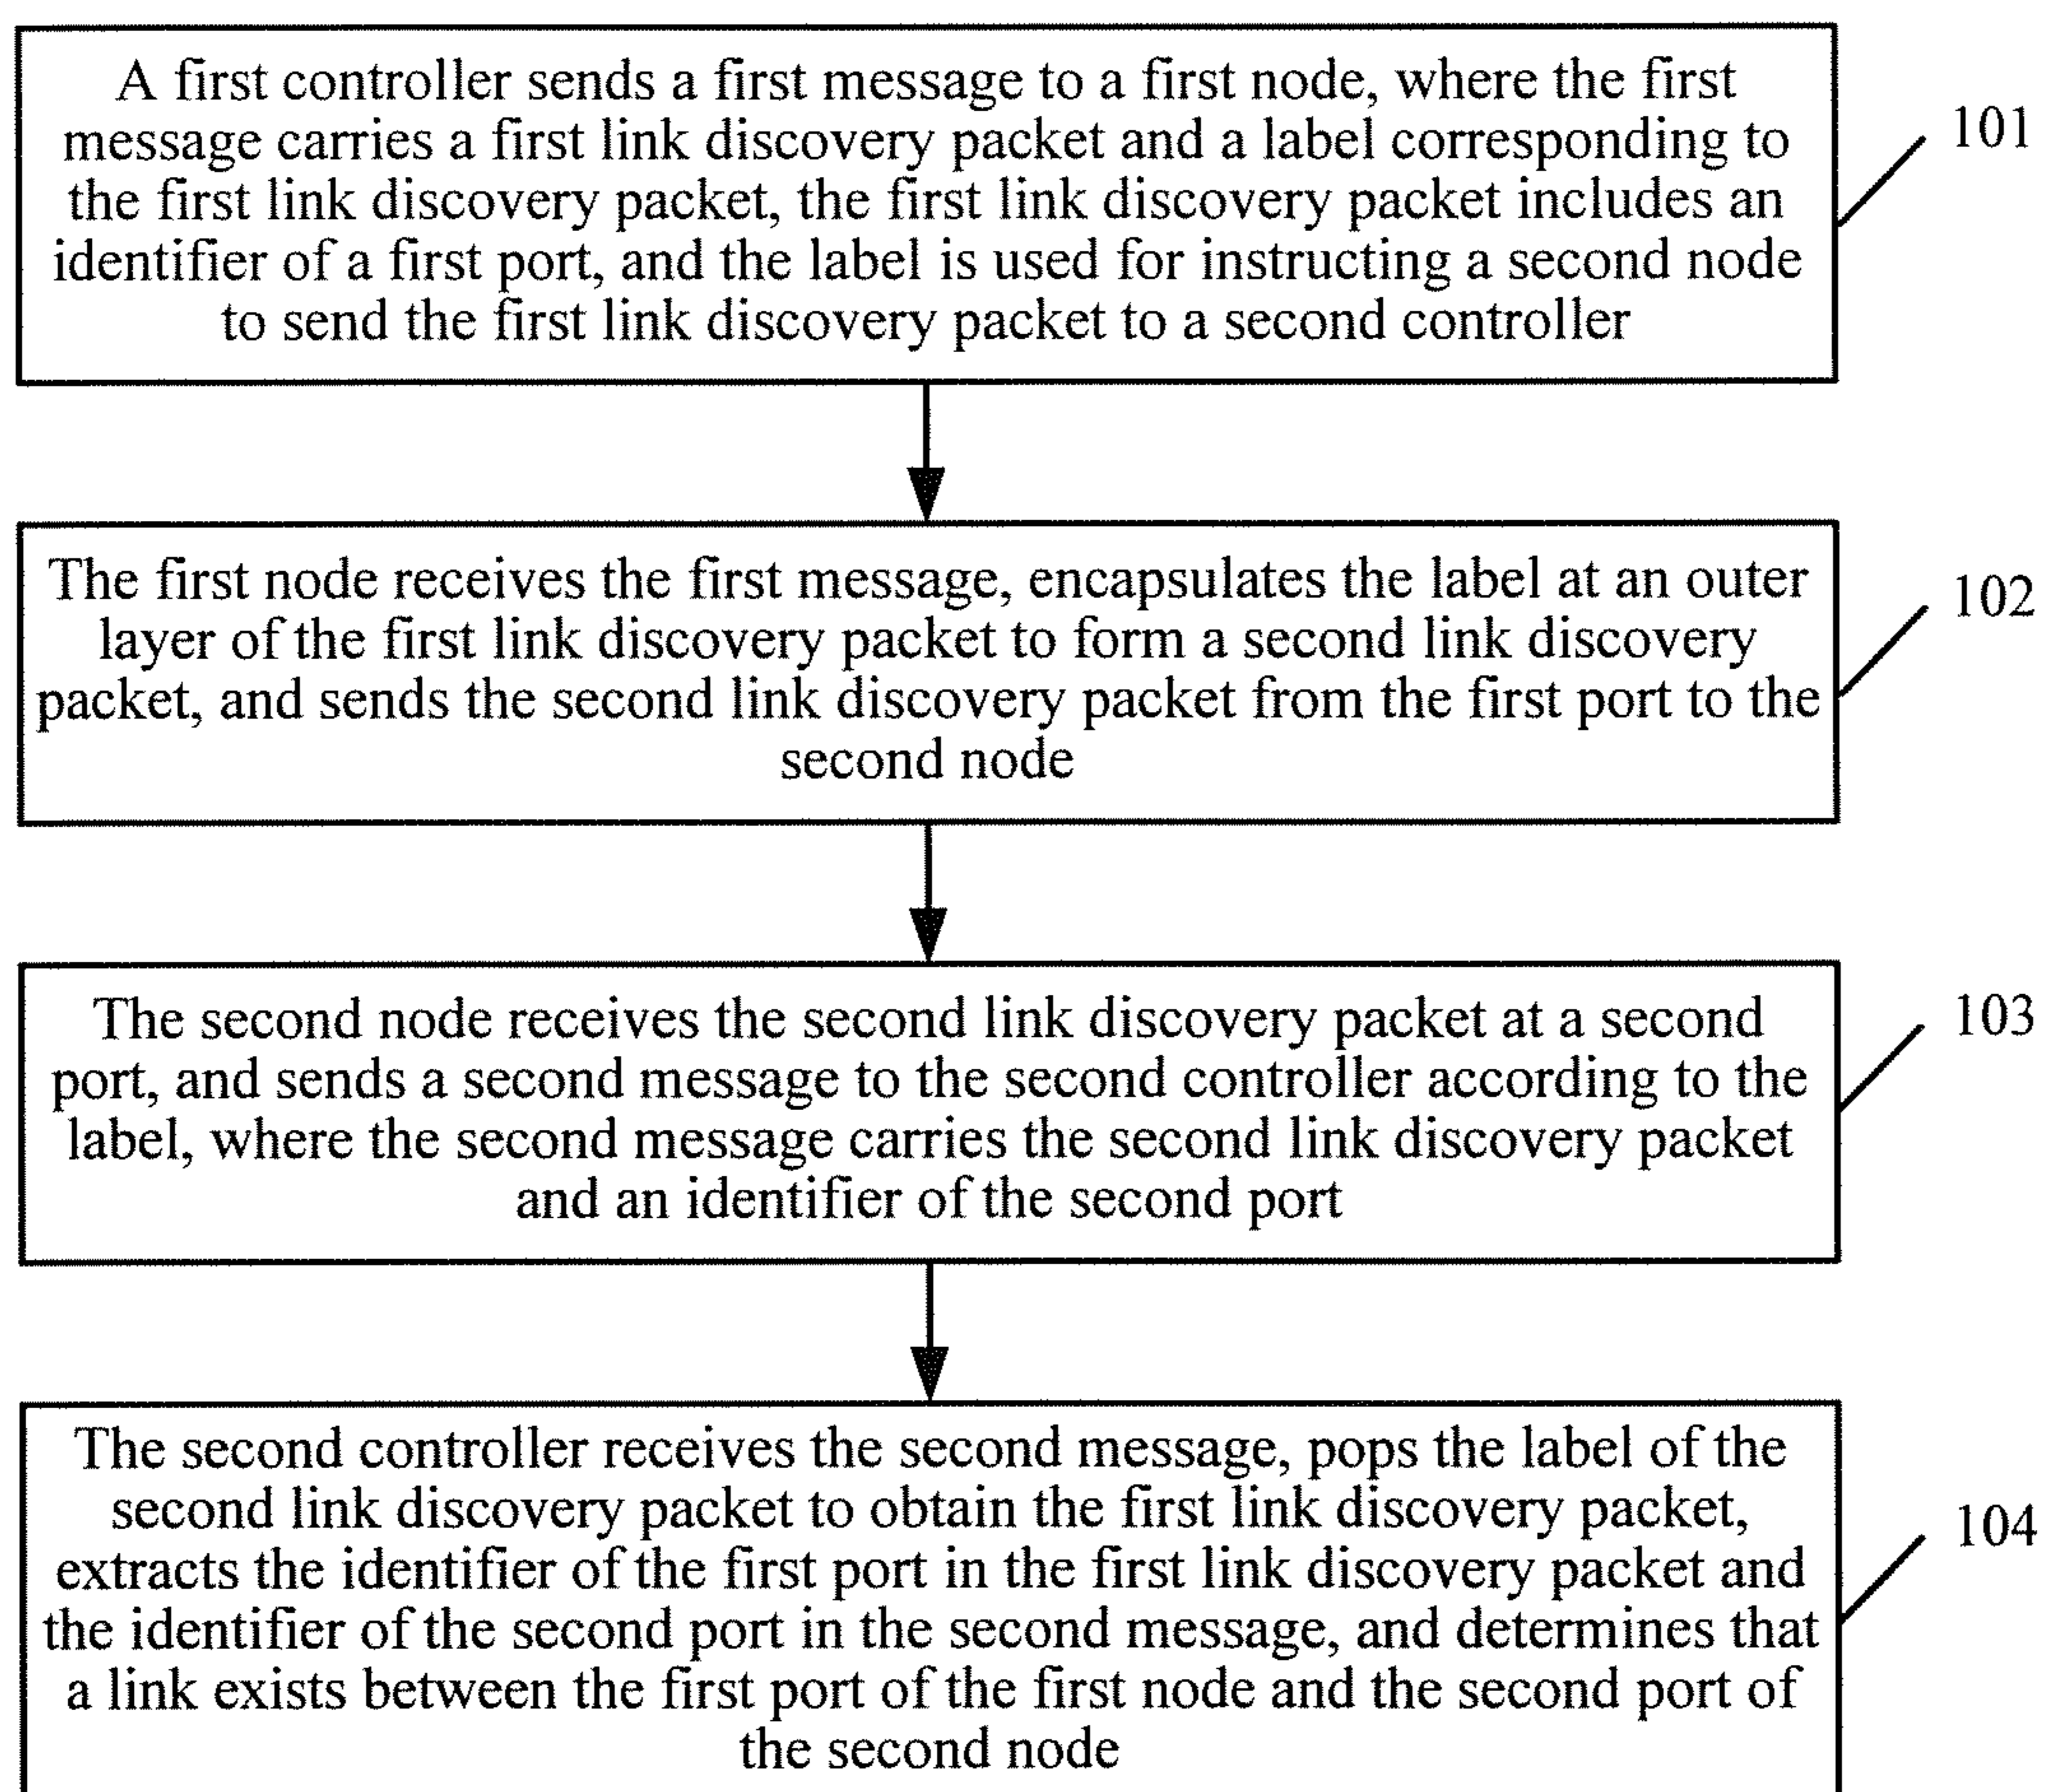 A first controller sends a first message to a first node, where the first
message carries a first link discovery packet and a label corresponding to
the first link discovery packet, the first link discovery packet includes an
identifier of a first port, and the label is used for instructing a second node
to send the first link discovery packet to a second controller
101
The first node receives the first message, encapsulates the label at an outer
layer of the first link discovery packet to form a second link discovery
packet, and sends the second link discovery packet from the first port to the
second node
102
The second node receives the second link discovery packet at a second
port, and sends a second message to the second controller according to the
label, where the second message carries the second link discovery packet
and an identifier of the second port
103
The second controller receives the second message, pops the label of the
second link discovery packet to obtain the first link discovery packet,
extracts the identifier of the first port in the first link discovery packet and
the identifier of the second port in the second message, and determines that
a link exists between the first port of the first node and the second port of
the second node
104